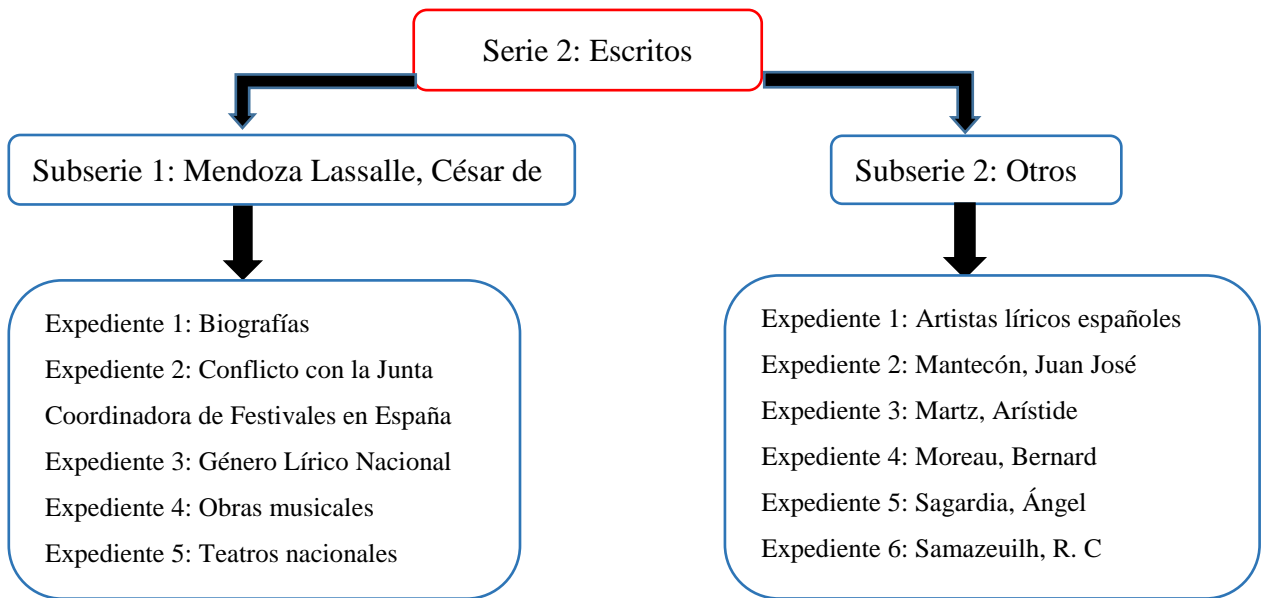 Serie 2: Escritos
Subserie 1: Mendoza Lassalle, César de
Subserie 2: Otros
Expediente 1: Biografías
Expediente 2: Conflicto con la Junta
Coordinadora de Festivales en España
Expediente 3: Género Lírico Nacional
Expediente 4: Obras musicales
Expediente 5: Teatros nacionales
Expediente 1: Artistas líricos españoles
Expediente 2: Mantecón, Juan José
Expediente 3: Martz, Arístide
Expediente 4: Moreau, Bernard
Expediente 5: Sagardia, Ángel
Expediente 6: Samazeuilh, R. C